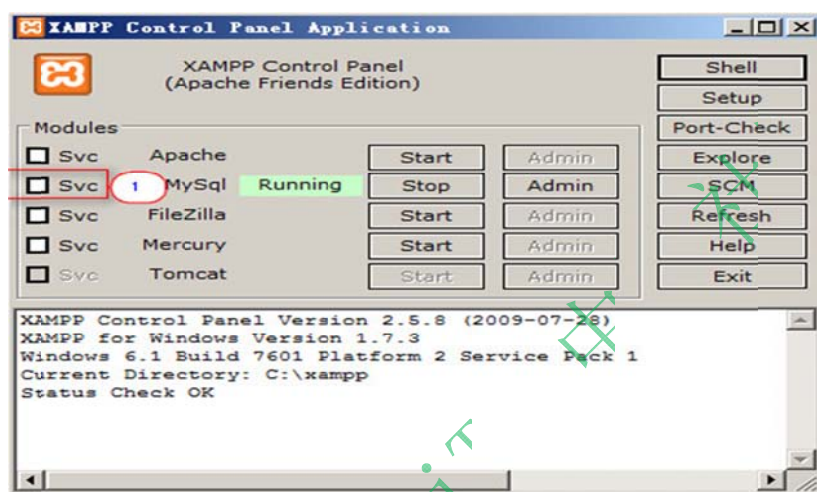 XAMPP Control Panel Application
XAMPP Control Panel
(Apache Friends Edition)
Shell
Setup
Port-Check
Explore
SCM
Refresh
Help
Exit
Modules
Svc Apache Start Admin
Svc 1 MySql Running Stop Admin
Svc FileZilla Start Admin
Svc Mercury Start Admin
Svc Tomcat Start Admin
XAMPP Control Panel Version 2.5.8 (2009-07-28)
XAMPP for Windows Version 1.7.3
Windows 6.1 Build 7601 Platform 2 Service Pack 1
Current Directory: C:\xampp
Status Check OK